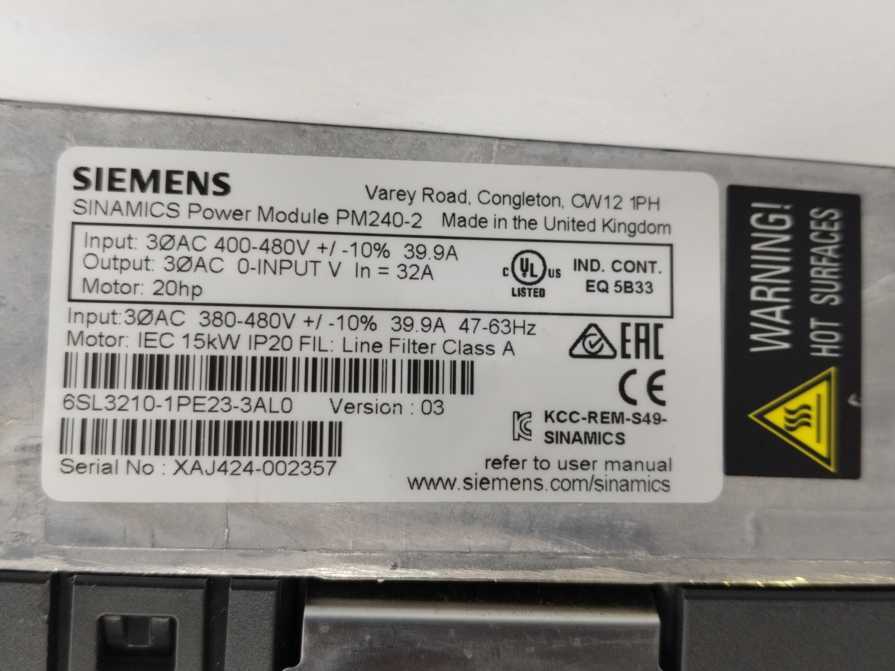 SIEMENS
Varey Road, Congleton, CW12 1PH
SINAMICS Power Module PM240-2 Made in the United Kingdom
Input: 3ØAC 400-480V +/ -10% 39.9A
Output: 3ØAC 0-INPUT V In = 32A
Motor: 20hp
c UL us
LISTED
IND. CONT.
EQ 5B33
Input:3ØAC 380-480V +/ -10% 39.9A 47-63Hz
Motor: IEC 15kW IP20 FIL: Line Filter Class A
EAC
CE
6SL3210-1PE23-3AL0 Version : 03
KCC-REM-S49-
SINAMICS
Serial No : XAJ424-002357
refer to user manual
www.siemens.com/sinamics
WARNING!
HOT SURFACES